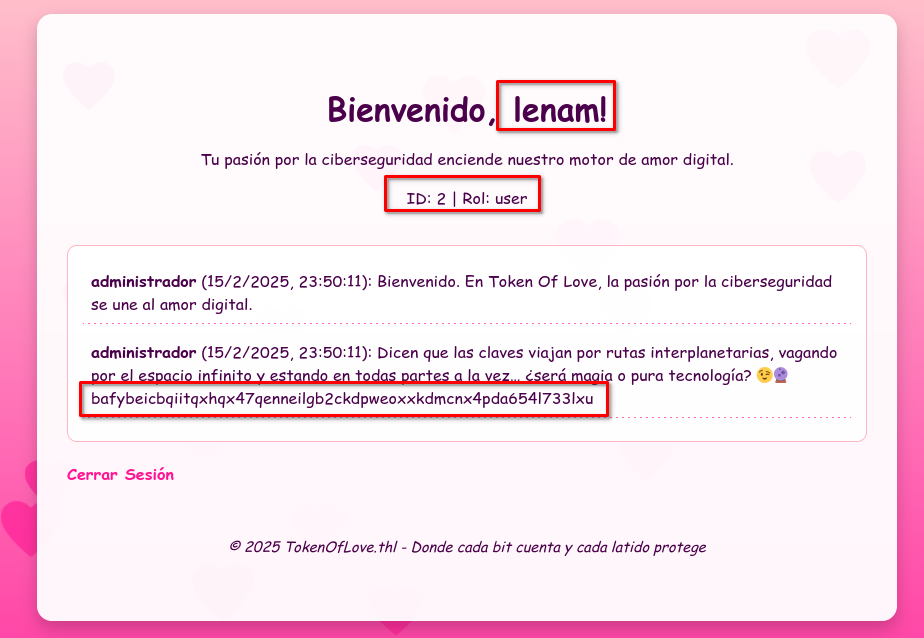 Bienvenido, lenam!
Tu pasión por la ciberseguridad enciende nuestro motor de amor digital.
ID: 2 | Rol: user
administrador (15/2/2025, 23:50:11): Bienvenido. En Token Of Love, la pasión por la ciberseguridad
se une al amor digital.
administrador (15/2/2025, 23:50:11): Dicen que las claves viajan por rutas interplanetarias, vagando
por el espacio infinito y estando en todas partes a la vez... ¿será magia o pura tecnología? 😉🔮
bafybeicbqiitqxhqx47qenneilgb2ckdpweoxxkdmcnx4pda654l733lxu
Cerrar Sesión
© 2025 TokenOfLove.thl - Donde cada bit cuenta y cada latido protege